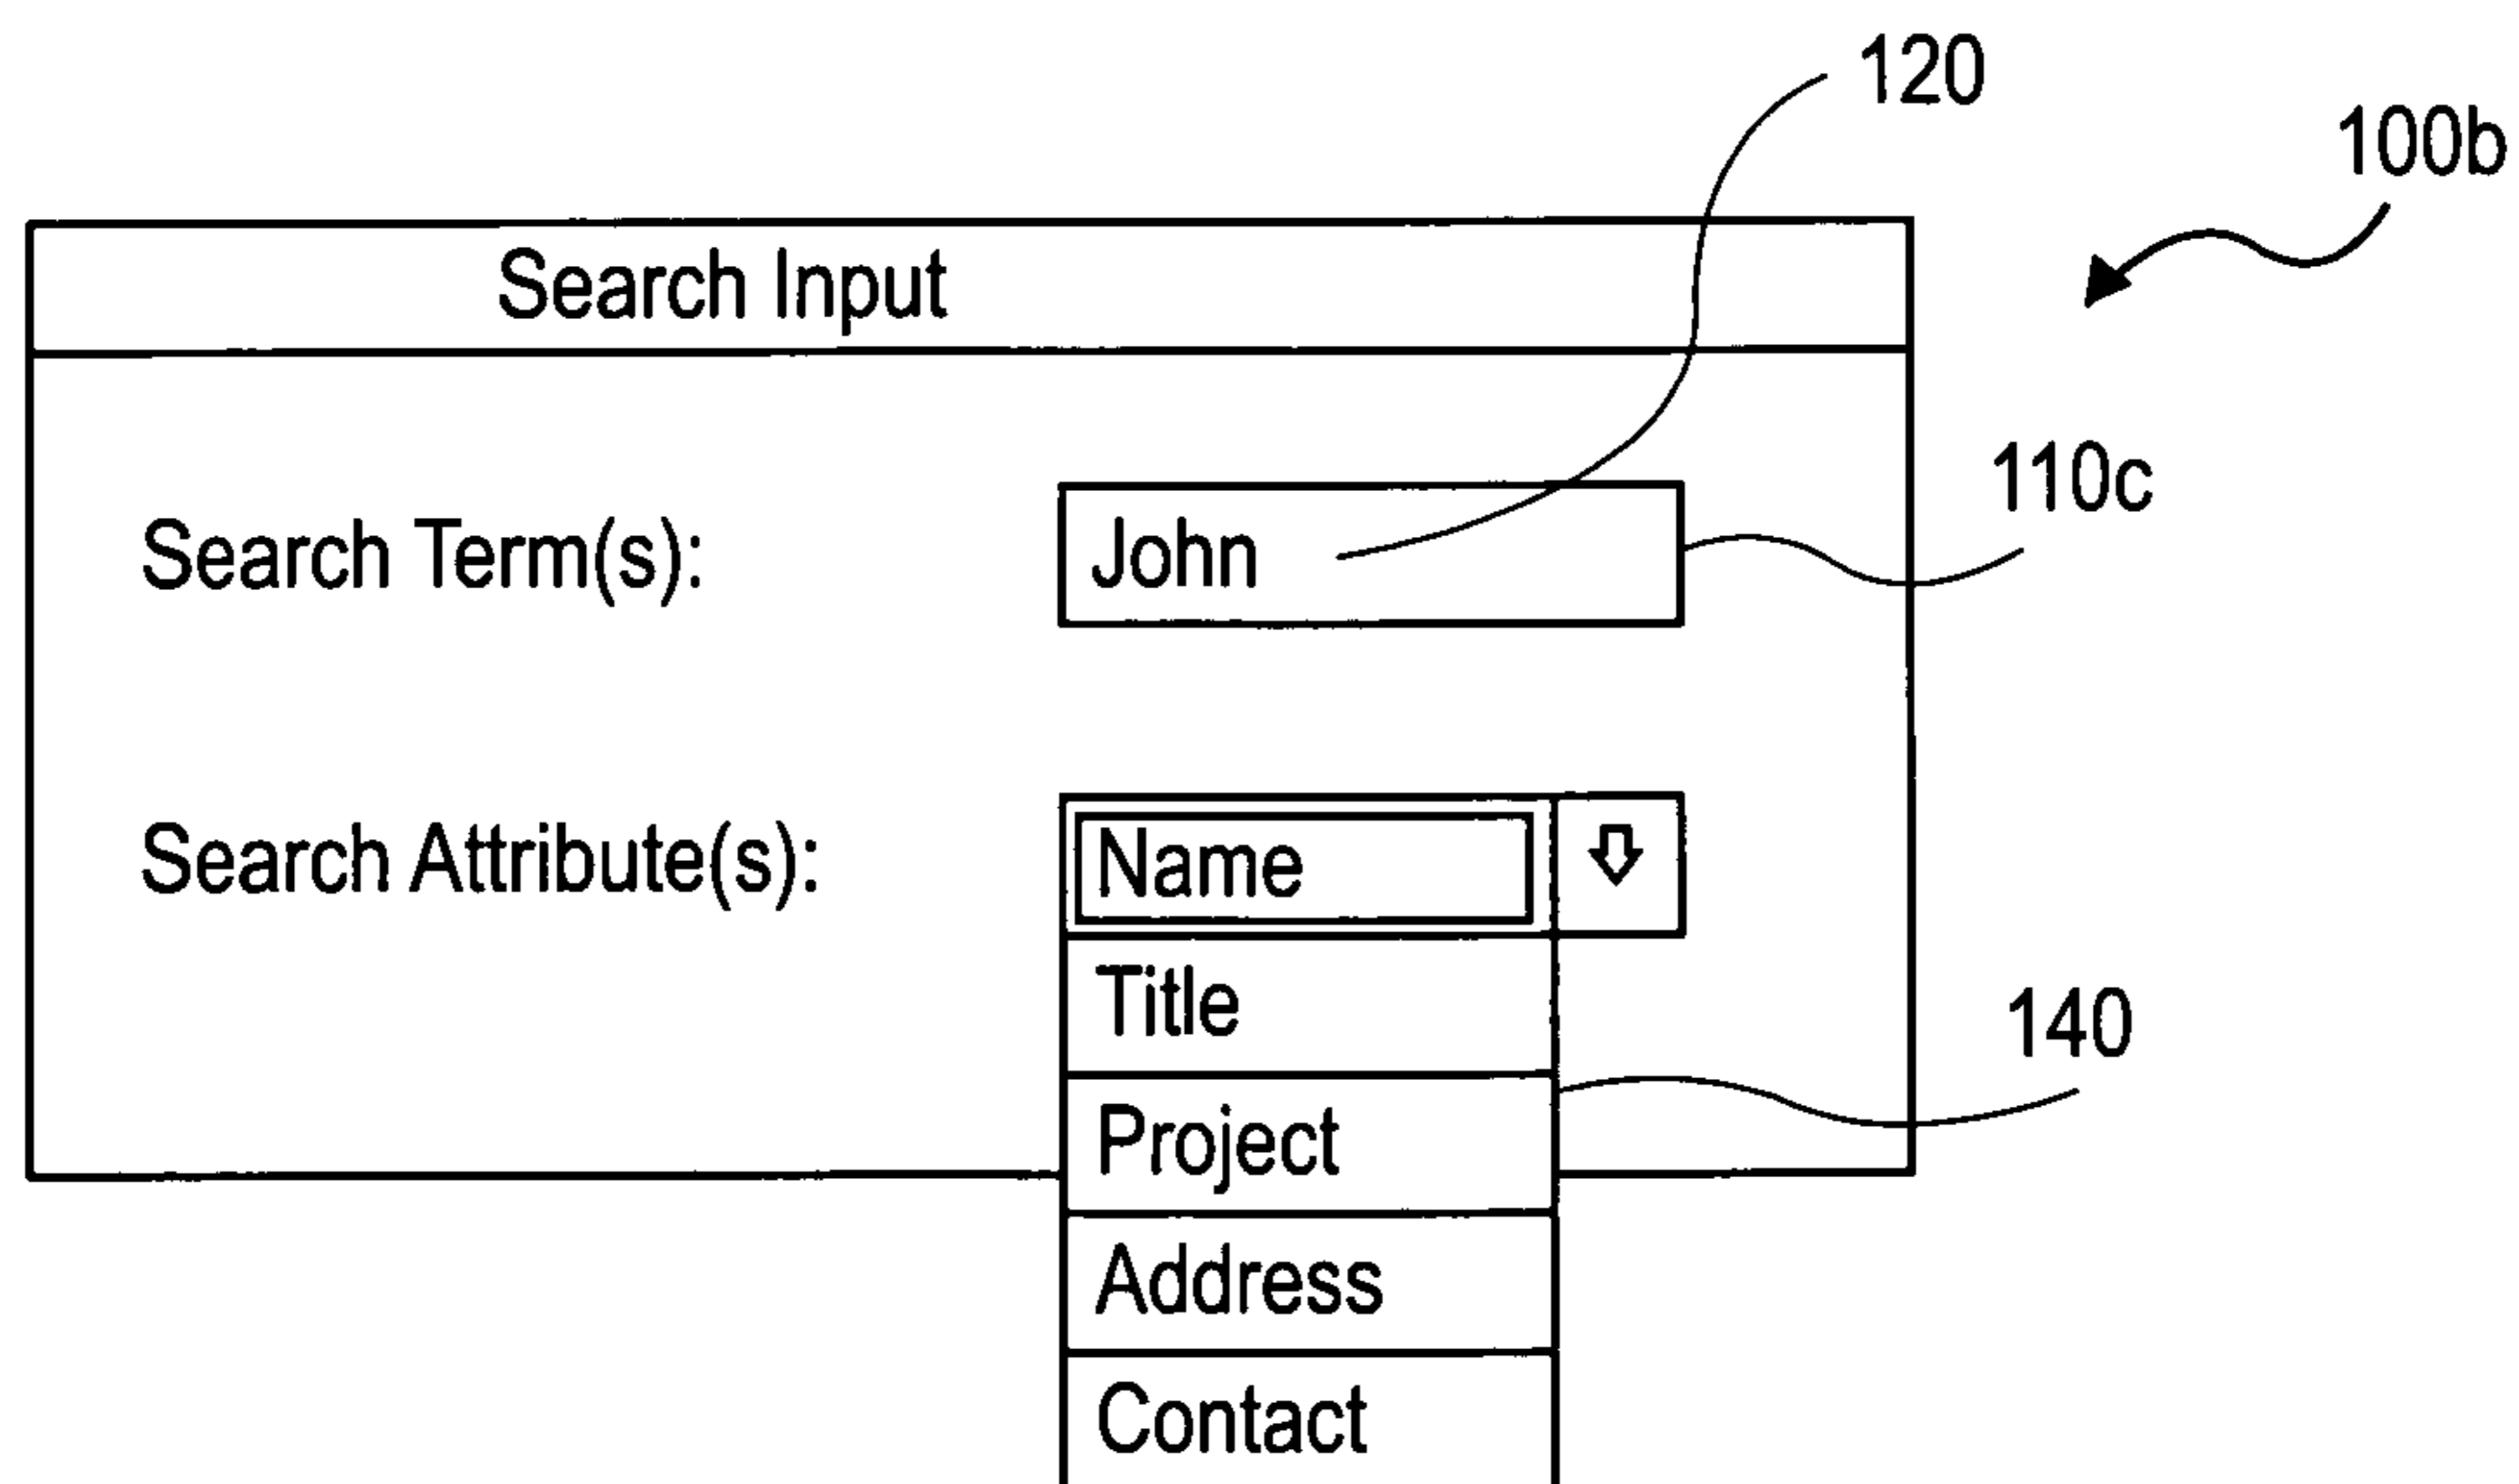 120
100b
Search Input
110c
Search Term(s): John
Search Attribute(s): Name
Title
140
Project
Address
Contact